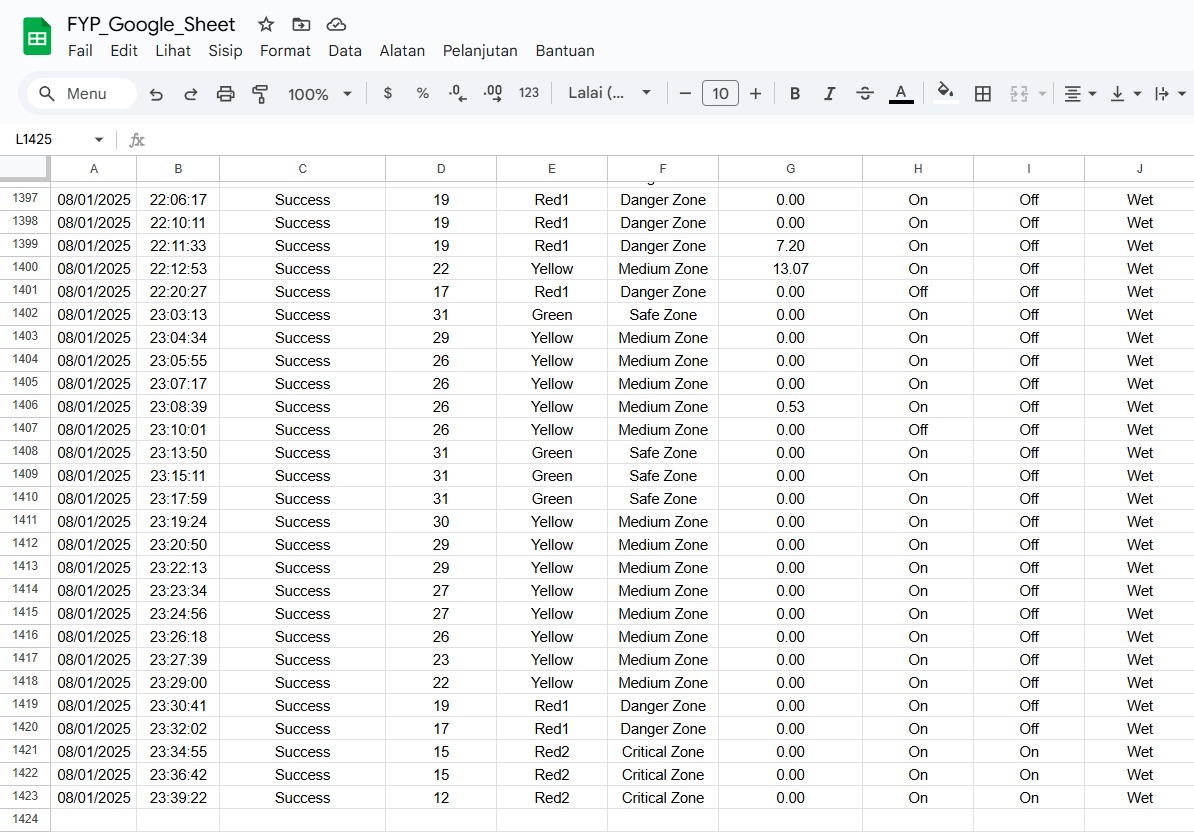 FYP_Google_Sheet
Fail Edit Lihat Sisip Format Data Alatan Pelanjutan Bantuan
Menu 100% $ % .0 .00 123 Lalai (... 10 B I A
L1425 fx
A B C D E F G H I J
1397 08/01/2025 22:06:17 Success 19 Red1 Danger Zone 0.00 On Off Wet
1398 08/01/2025 22:10:11 Success 19 Red1 Danger Zone 0.00 On Off Wet
1399 08/01/2025 22:11:33 Success 19 Red1 Danger Zone 7.20 On Off Wet
1400 08/01/2025 22:12:53 Success 22 Yellow Medium Zone 13.07 On Off Wet
1401 08/01/2025 22:20:27 Success 17 Red1 Danger Zone 0.00 Off Off Wet
1402 08/01/2025 23:03:13 Success 31 Green Safe Zone 0.00 On Off Wet
1403 08/01/2025 23:04:34 Success 29 Yellow Medium Zone 0.00 On Off Wet
1404 08/01/2025 23:05:55 Success 26 Yellow Medium Zone 0.00 On Off Wet
1405 08/01/2025 23:07:17 Success 26 Yellow Medium Zone 0.00 On Off Wet
1406 08/01/2025 23:08:39 Success 26 Yellow Medium Zone 0.53 On Off Wet
1407 08/01/2025 23:10:01 Success 26 Yellow Medium Zone 0.00 Off Off Wet
1408 08/01/2025 23:13:50 Success 31 Green Safe Zone 0.00 On Off Wet
1409 08/01/2025 23:15:11 Success 31 Green Safe Zone 0.00 On Off Wet
1410 08/01/2025 23:17:59 Success 31 Green Safe Zone 0.00 On Off Wet
1411 08/01/2025 23:19:24 Success 30 Yellow Medium Zone 0.00 On Off Wet
1412 08/01/2025 23:20:50 Success 29 Yellow Medium Zone 0.00 On Off Wet
1413 08/01/2025 23:22:13 Success 29 Yellow Medium Zone 0.00 On Off Wet
1414 08/01/2025 23:23:34 Success 27 Yellow Medium Zone 0.00 On Off Wet
1415 08/01/2025 23:24:56 Success 27 Yellow Medium Zone 0.00 On Off Wet
1416 08/01/2025 23:26:18 Success 26 Yellow Medium Zone 0.00 On Off Wet
1417 08/01/2025 23:27:39 Success 23 Yellow Medium Zone 0.00 On Off Wet
1418 08/01/2025 23:29:00 Success 22 Yellow Medium Zone 0.00 On Off Wet
1419 08/01/2025 23:30:41 Success 19 Red1 Danger Zone 0.00 On Off Wet
1420 08/01/2025 23:32:02 Success 17 Red1 Danger Zone 0.00 On Off Wet
1421 08/01/2025 23:34:55 Success 15 Red2 Critical Zone 0.00 On On Wet
1422 08/01/2025 23:36:42 Success 15 Red2 Critical Zone 0.00 On On Wet
1423 08/01/2025 23:39:22 Success 12 Red2 Critical Zone 0.00 On On Wet
1424